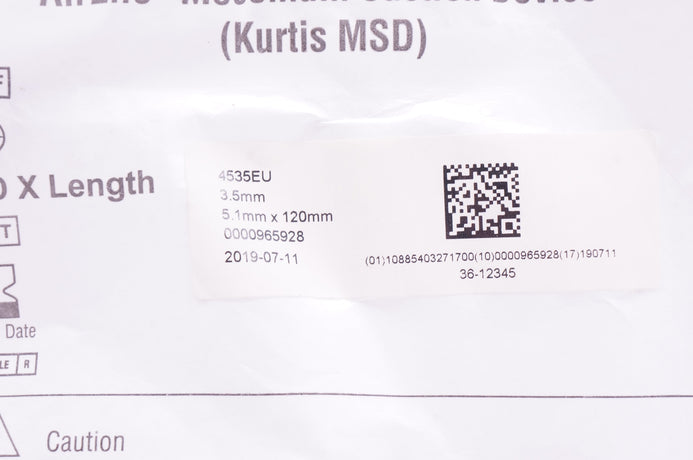 (Kurtis MSD)
X Length
4535EU
3.5mm
5.1mm x 120mm
0000965928
2019-07-11
(01)10885403271700(10)0000965928(17)190711
36-12345
T
Date
LE R
Caution